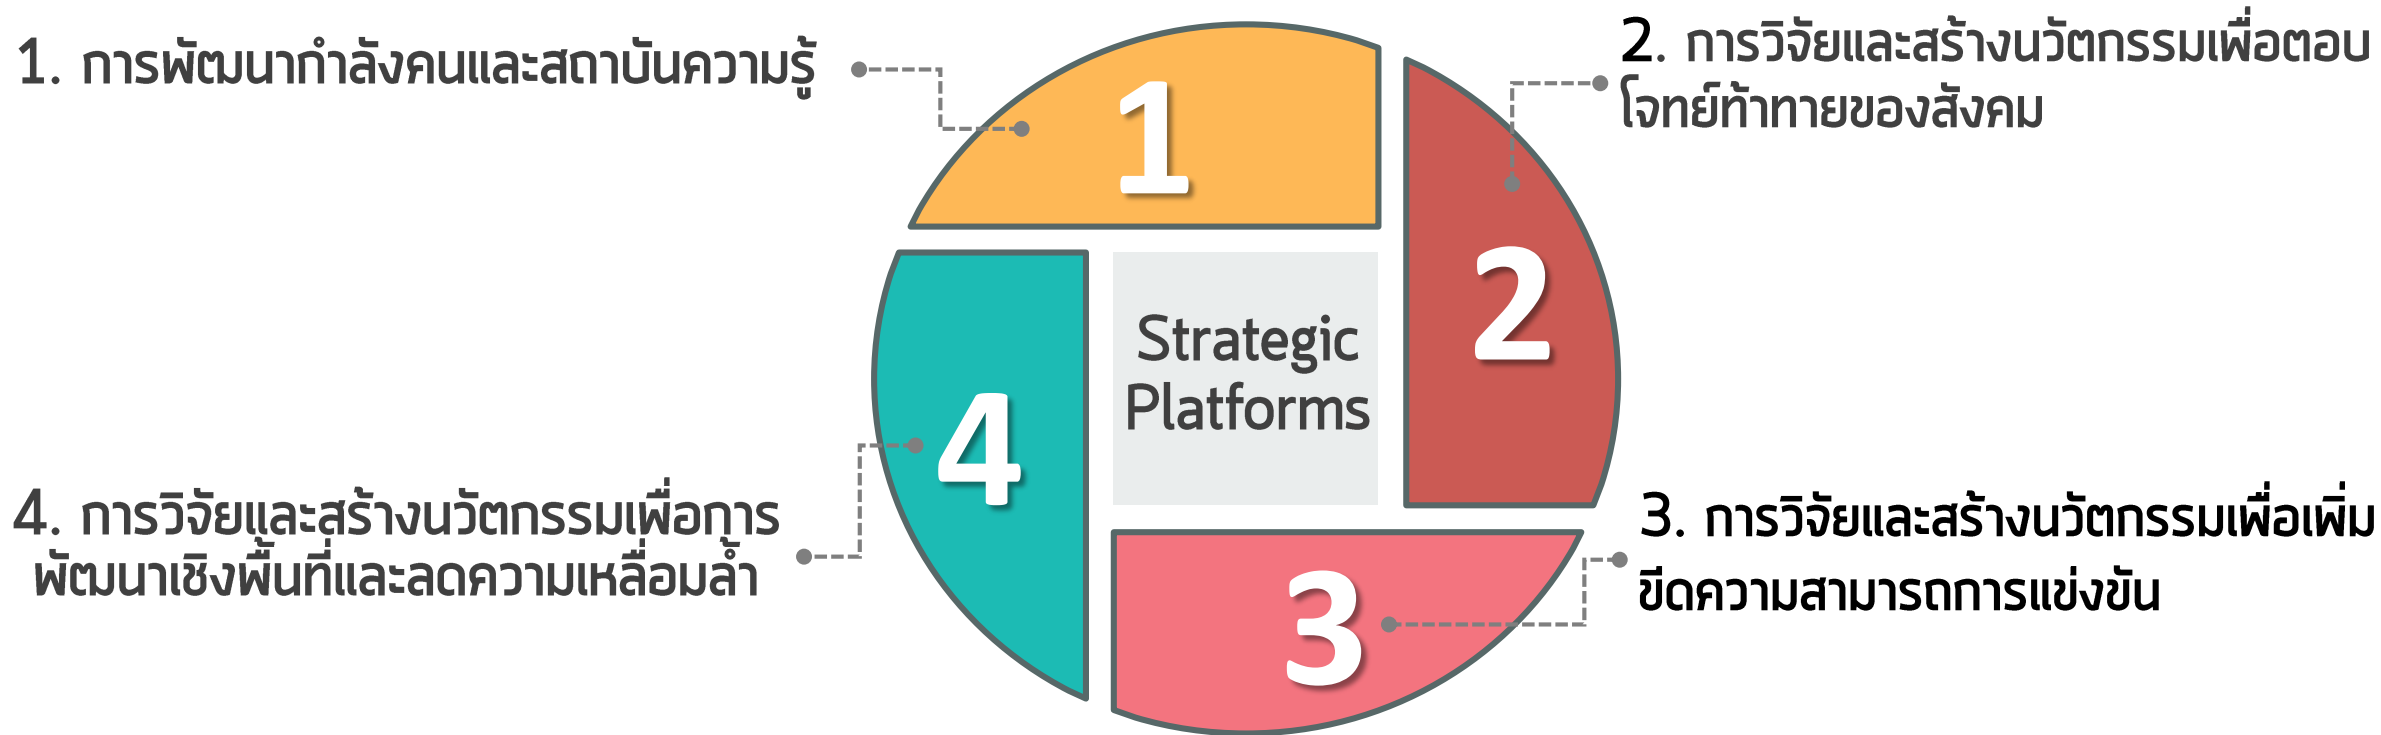 1. การพัฒนากำลังคนและสถาบันความรู้
2. การวิจัยและสร้างนวัตกรรมเพื่อตอบ
โจทย์ท้าทายของสังคม
1
2
Strategic
Platforms
4
3
4. การวิจัยและสร้างนวัตกรรมเพื่อการ
พัฒนาเชิงพื้นที่และลดความเหลื่อมล้ำ
3. การวิจัยและสร้างนวัตกรรมเพื่อเพิ่ม
ขีดความสามารถการแข่งขัน